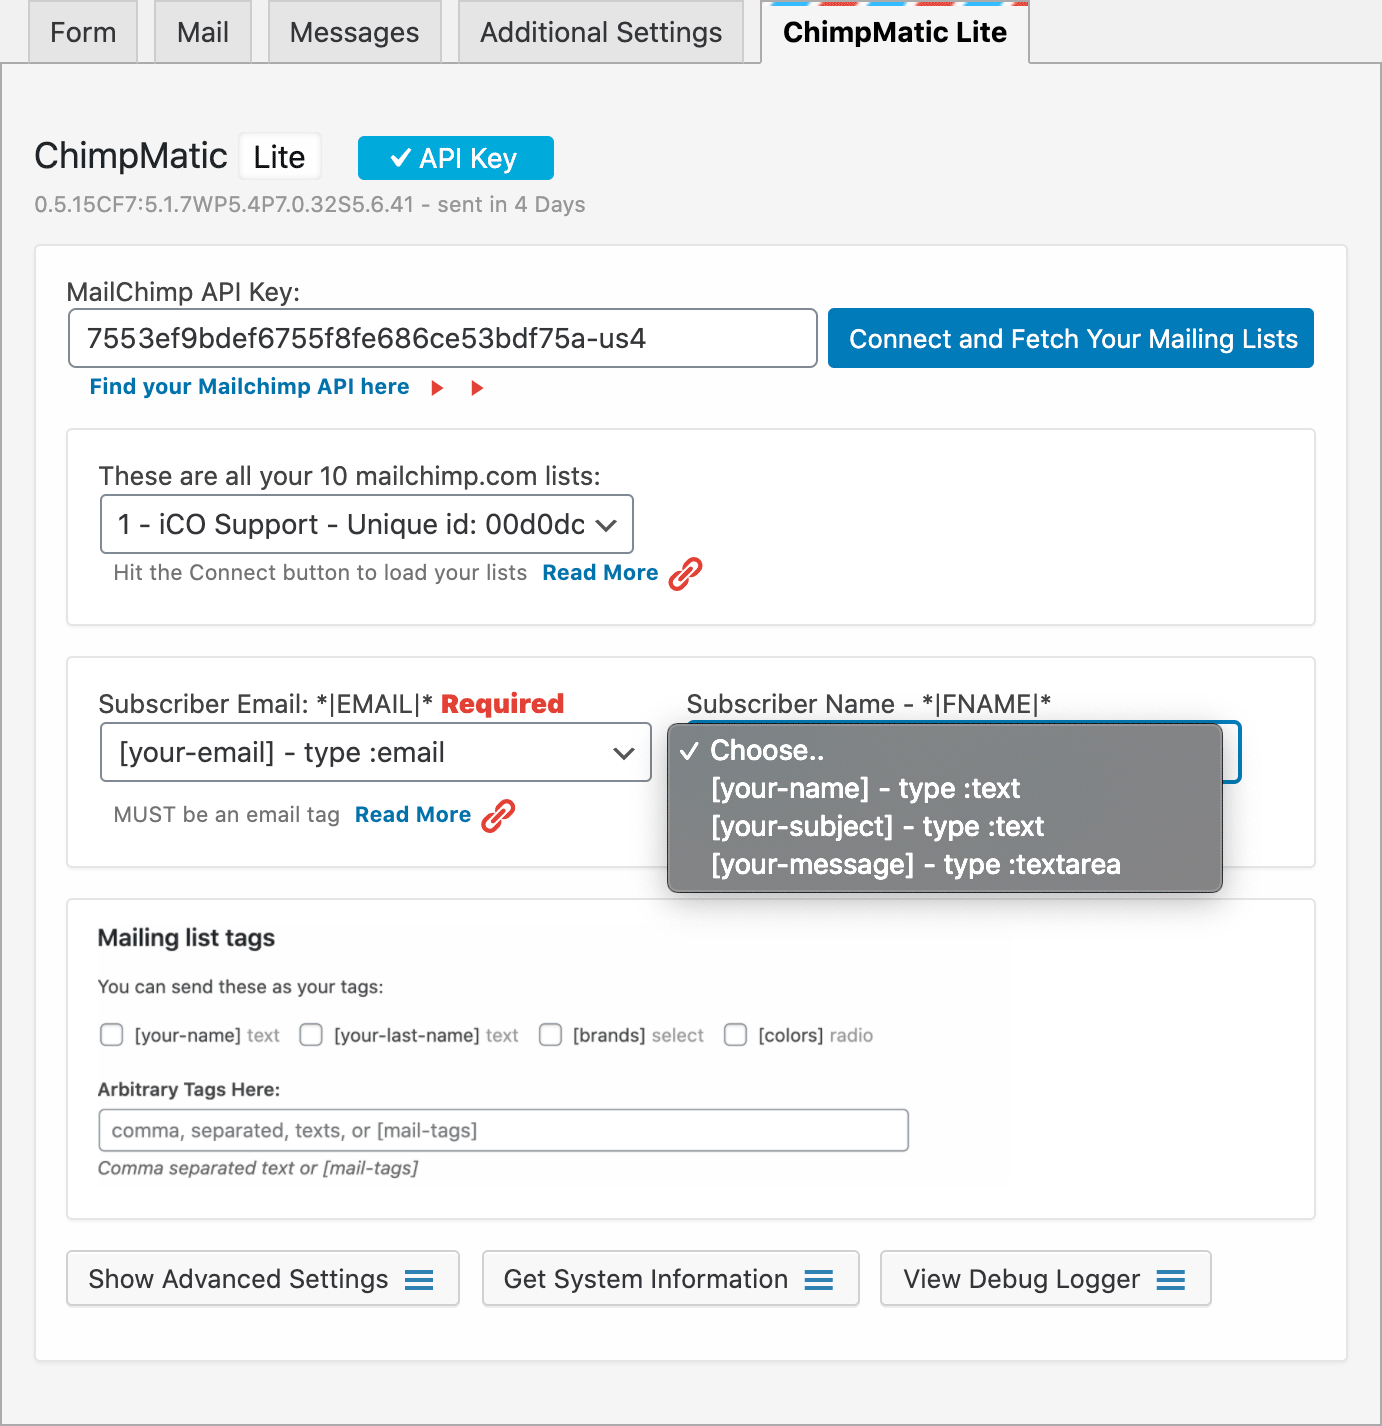 Form
Mail
Messages
Additional Settings
ChimpMatic Lite
ChimpMatic Lite
API Key
0.5.15CF7:5.1.7WP5.4P7.0.32S5.6.41 - sent in 4 Days
MailChimp API Key:
7553ef9bdef6755f8fe686ce53bdf75a-us4
Connect and Fetch Your Mailing Lists
Find your Mailchimp API here
These are all your 10 mailchimp.com lists:
1 - iCO Support - Unique id: 00d0dc
Hit the Connect button to load your lists Read More
Subscriber Email: *|EMAIL|* Required
[your-email] - type :email
MUST be an email tag Read More
Subscriber Name - *|FNAME|*
Choose..
[your-name] - type :text
[your-subject] - type :text
[your-message] - type :textarea
Mailing list tags
You can send these as your tags:
[your-name] text [your-last-name] text [brands] select [colors] radio
Arbitrary Tags Here:
comma, separated, texts, or [mail-tags]
Comma separated text or [mail-tags]
Show Advanced Settings
Get System Information
View Debug Logger